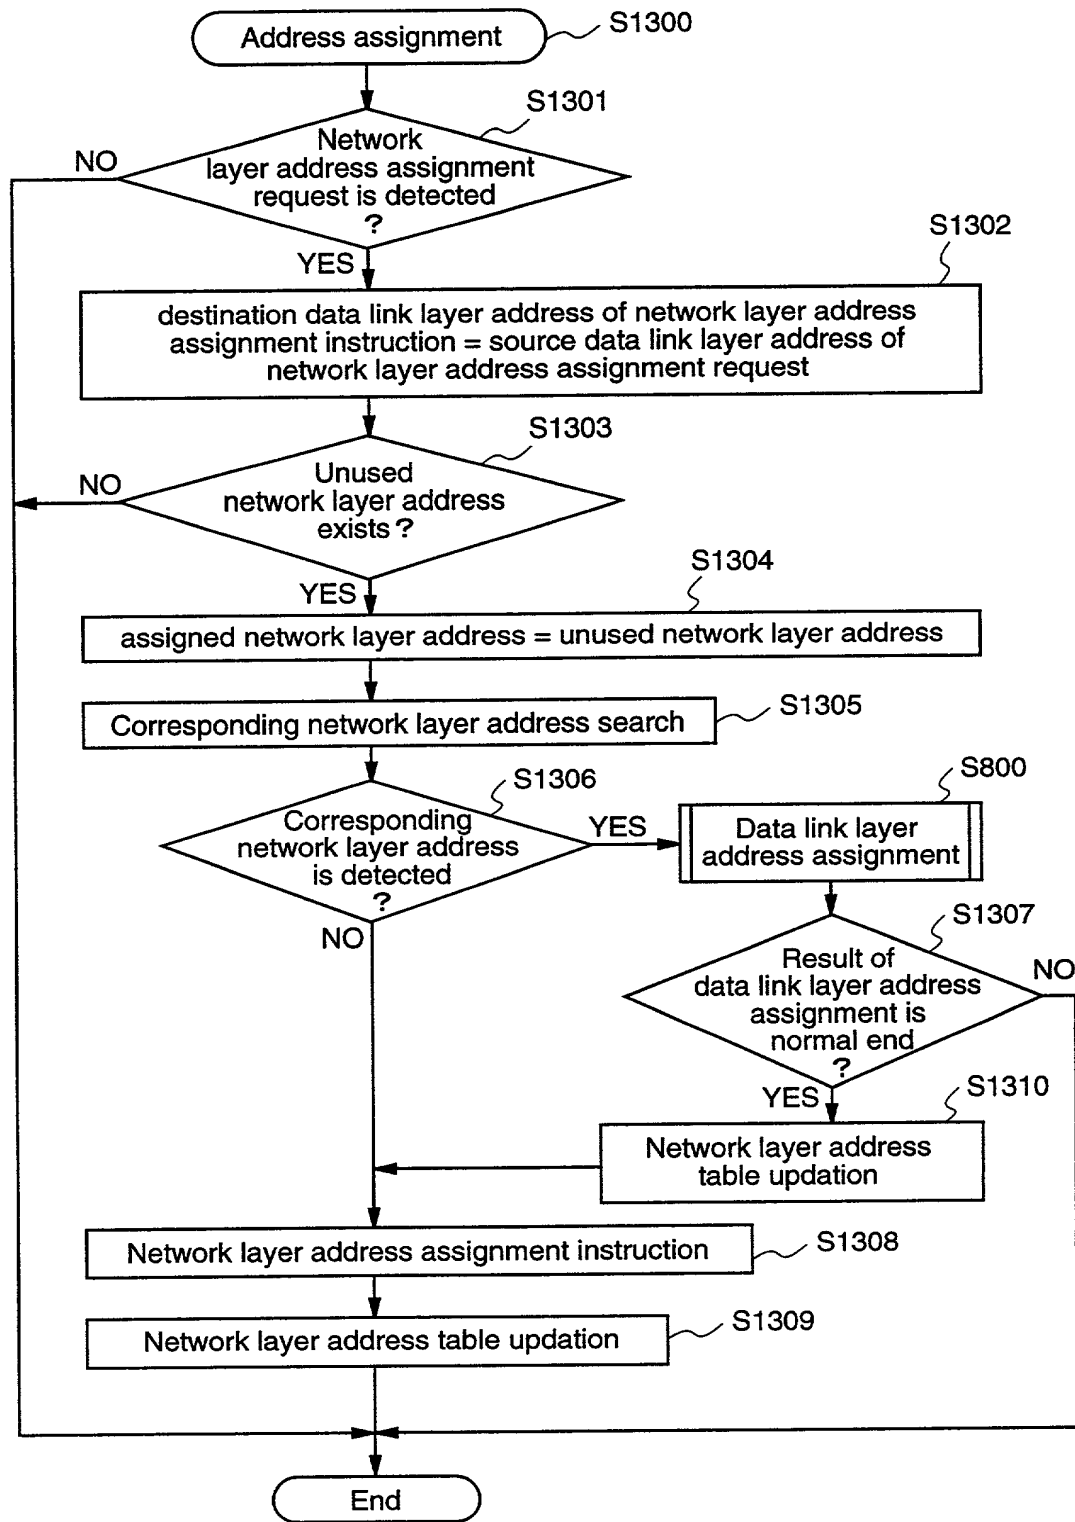 Address assignment
S1300
S1301
Network
layer address assignment
request is detected
?
NO
YES
S1302
destination data link layer address of network layer address
assignment instruction = source data link layer address of
network layer address assignment request
S1303
Unused
network layer address
exists ?
NO
YES
S1304
assigned network layer address = unused network layer address
Corresponding network layer address search
S1305
S1306
Corresponding
network layer address
is detected
?
YES
NO
S800
Data link layer
address assignment
S1307
Result of
data link layer address
assignment is
normal end
?
NO
YES
S1310
Network layer address
table updation
Network layer address assignment instruction
S1308
Network layer address table updation
S1309
End